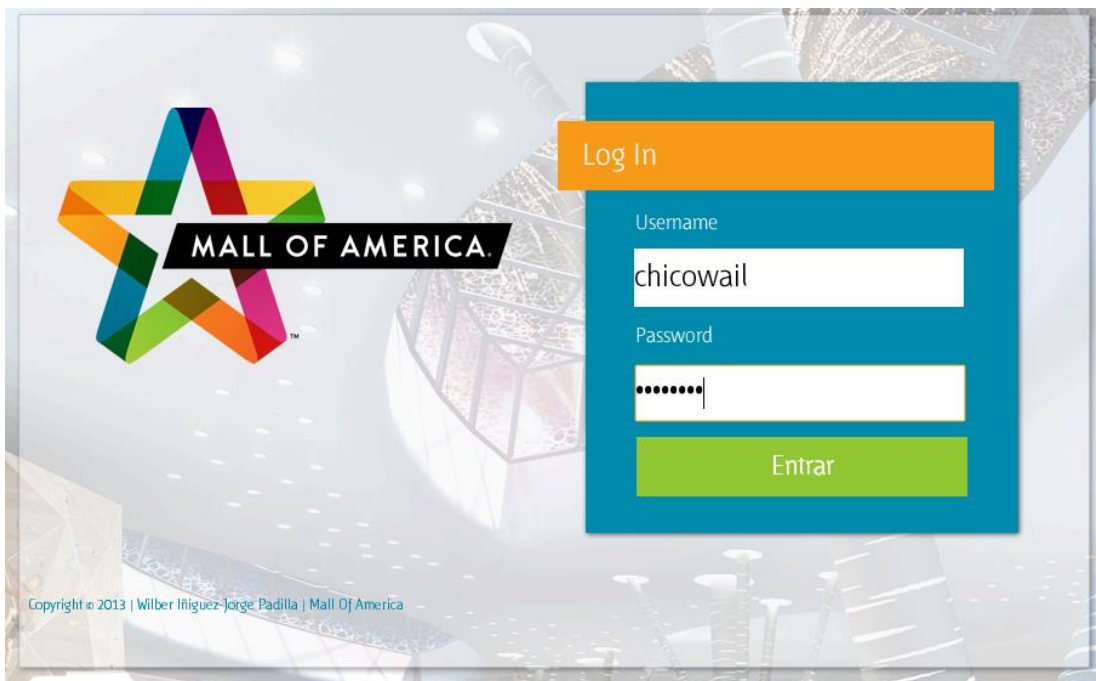 MALL OF AMERICA.
TM
Log In
Username
chicowail
Password
••••••••
Entrar
Copyright © 2013 | Wilber Iñiguez-Jorge Padilla | Mall Of America